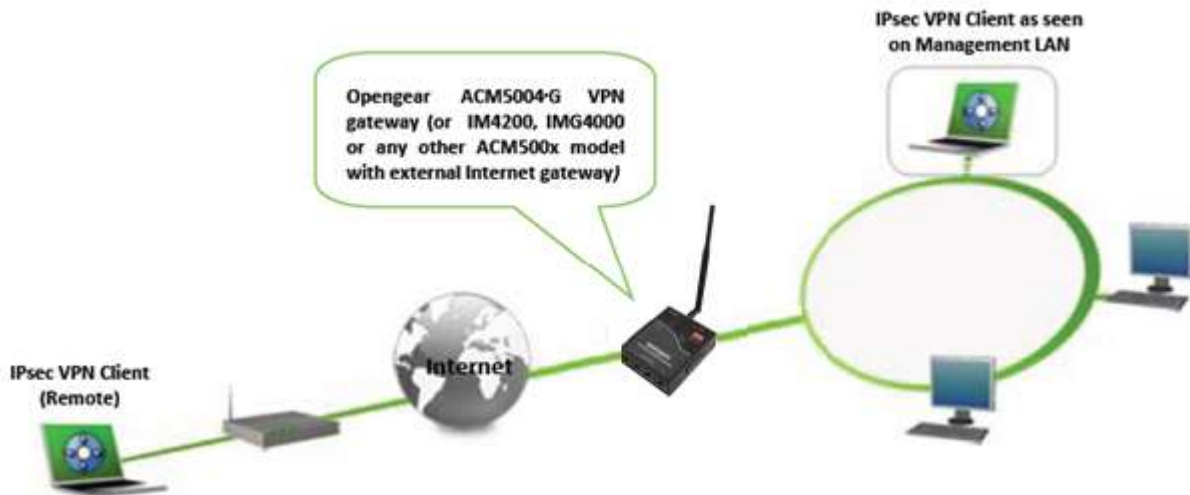 IPsec VPN Client as seen
on Management LAN
Opengear ACM5004-G VPN
gateway (or IM4200, IMG4000
or any other ACM500x model
with external Internet gateway)
Internet
IPsec VPN Client
(Remote)